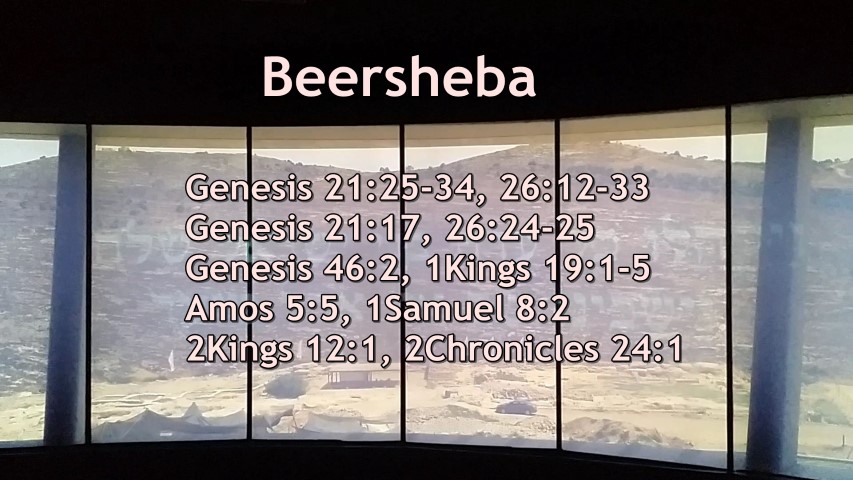 Beersheba
Genesis 21:25-34, 26:12-33
Genesis 21:17, 26:24-25
Genesis 46:2, 1Kings 19:1-5
Amos 5:5, 1Samuel 8:2
2Kings 12:1, 2Chronicles 24:1